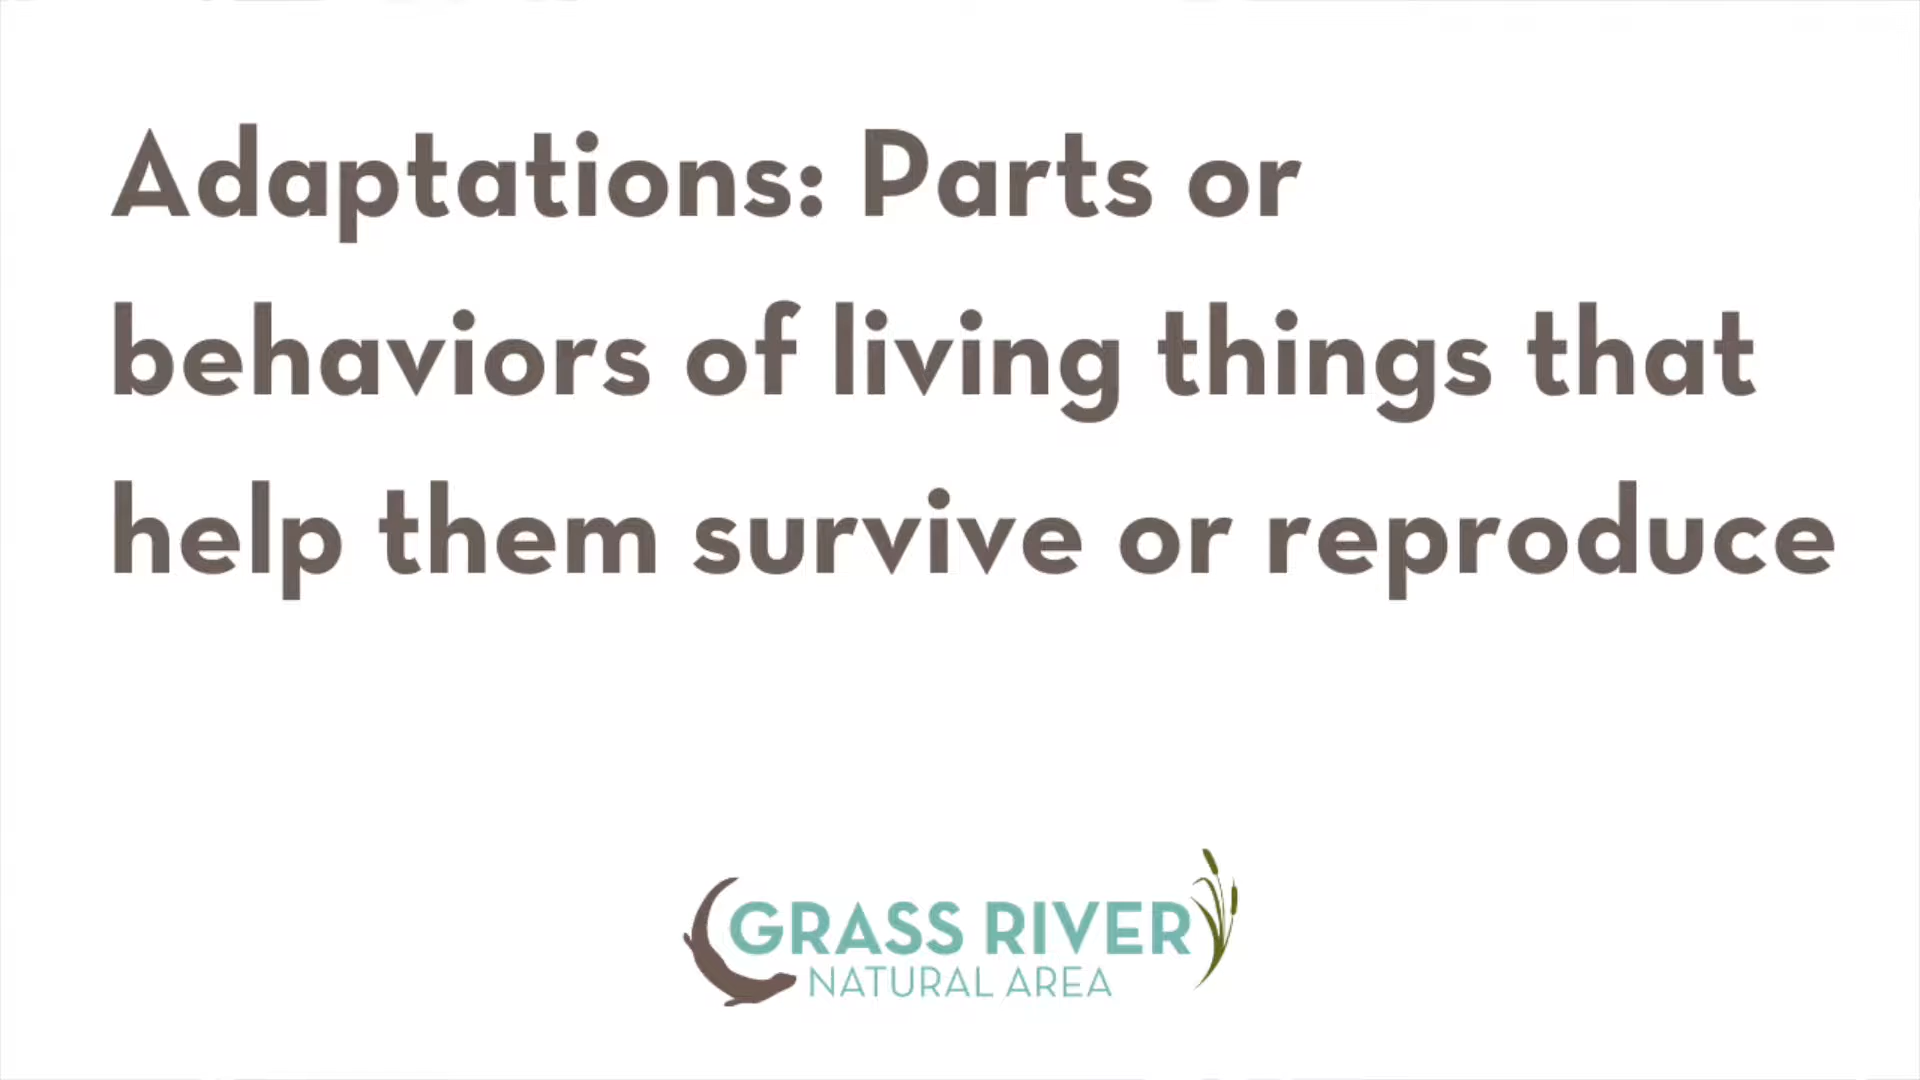 Adaptations: Parts or
behaviors of living things that
help them survive or reproduce
GRASS RIVER
NATURAL AREA